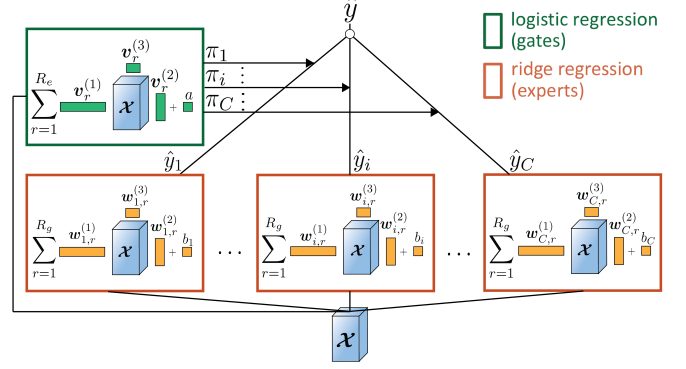 ŷ
logistic regression
(gates)
ridge regression
(experts)
R_e ∑ r=1 v_r^{(1)} v_r^{(3)} 𝓧 v_r^{(2)} + a
π_1
⋮
π_i
⋮
π_C
ŷ_1
ŷ_i
ŷ_C
R_g ∑ r=1 w_{1,r}^{(1)} w_{1,r}^{(3)} 𝓧 w_{1,r}^{(2)} + b_1
...
R_g ∑ r=1 w_{i,r}^{(1)} w_{i,r}^{(3)} 𝓧 w_{i,r}^{(2)} + b_i
...
R_g ∑ r=1 w_{C,r}^{(1)} w_{C,r}^{(3)} 𝓧 w_{C,r}^{(2)} + b_C
𝓧